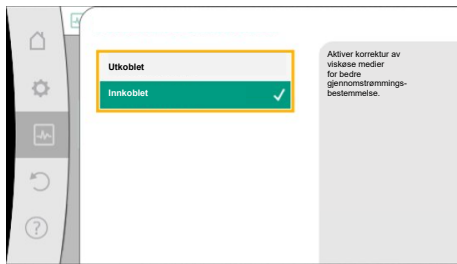 Utkoblet
Innkoblet
Aktiver korrektur av
viskøse medier
for bedre
gjennomstrømmings-
bestemmelse.